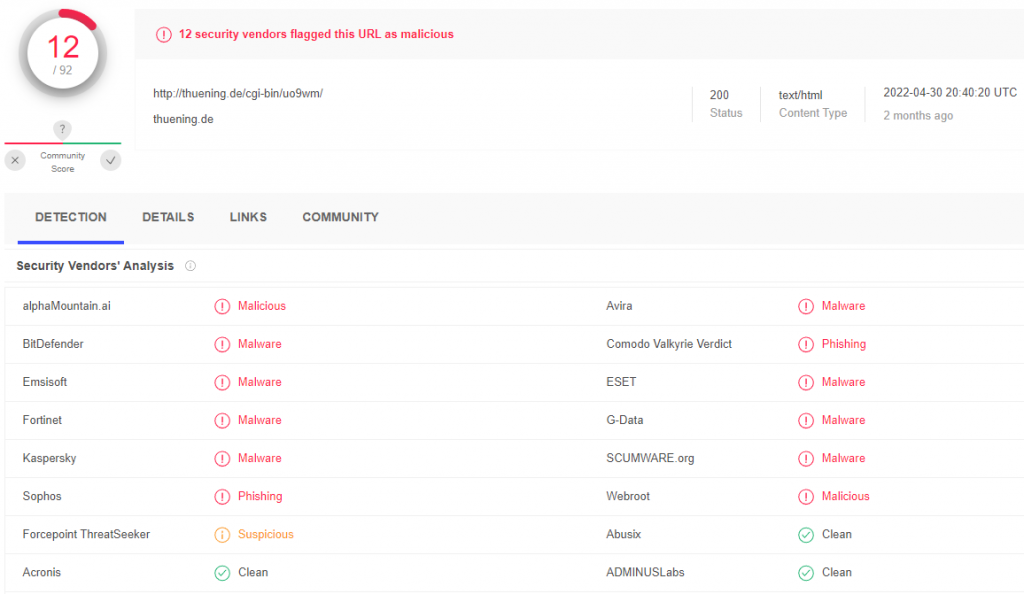 12
/ 92
?
Community
Score
12 security vendors flagged this URL as malicious
http://thuening.de/cgi-bin/uo9wm/
thuening.de
200
Status
text/html
Content Type
2022-04-30 20:40:20 UTC
2 months ago
DETECTION DETAILS LINKS COMMUNITY
Security Vendors' Analysis
alphaMountain.ai Malicious Avira Malware
BitDefender Malware Comodo Valkyrie Verdict Phishing
Emsisoft Malware ESET Malware
Fortinet Malware G-Data Malware
Kaspersky Malware SCUMWARE.org Malware
Sophos Phishing Webroot Malicious
Forcepoint ThreatSeeker Suspicious Abusix Clean
Acronis Clean ADMINUSLabs Clean